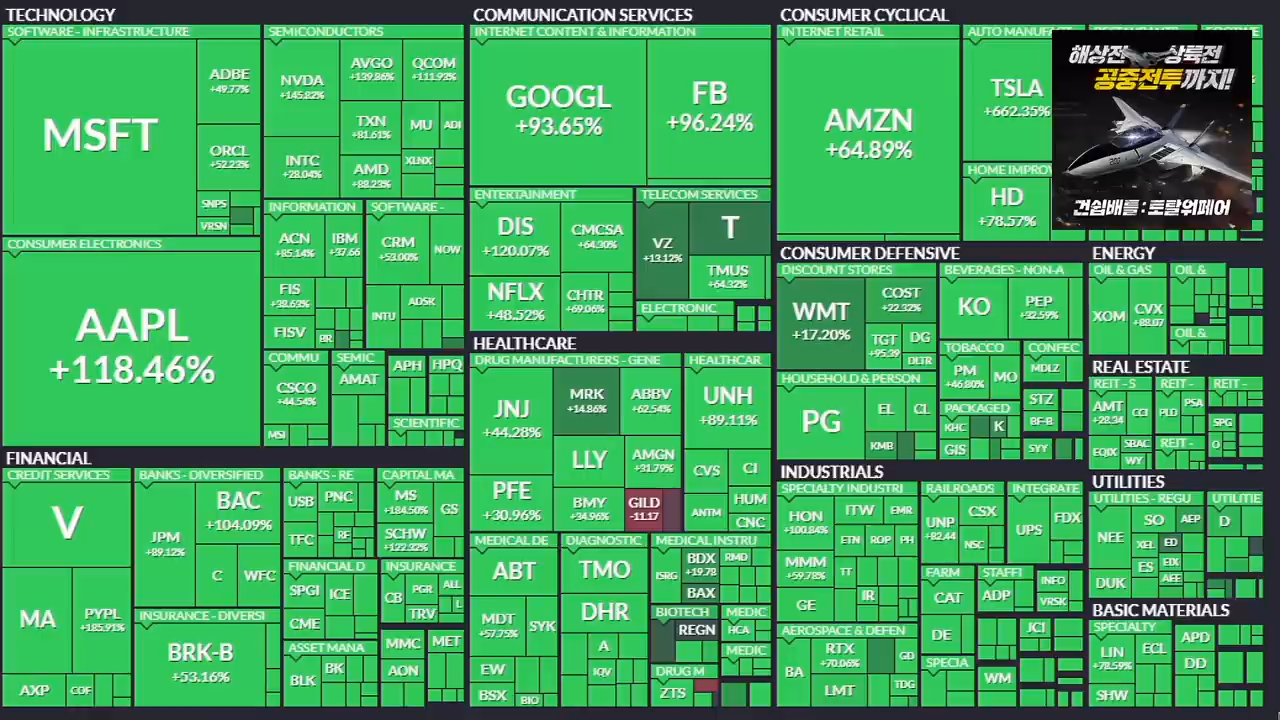 TECHNOLOGY
SOFTWARE - INFRASTRUCTURE
MSFT
ADBE
+49.77%
ORCL
+52.23%
SNPS
VRSN
SEMICONDUCTORS
NVDA
+145.82%
AVGO
+139.86%
QCOM
+111.92%
TXN
+81.61%
MU
ADI
INTC
+28.04%
AMD
+88.23%
XLNX
CONSUMER ELECTRONICS
AAPL
+118.46%
INFORMATION
ACN
+85.14%
IBM
+37.66
FIS
+38.63%
FISV
BR
SOFTWARE -
CRM
+53.00%
NOW
INTU
ADSK
COMMU
CSCO
+44.54%
MSI
SEMIC
AMAT
APH
HPQ
SCIENTIFIC
COMMUNICATION SERVICES
INTERNET CONTENT & INFORMATION
GOOGL
+93.65%
FB
+96.24%
ENTERTAINMENT
DIS
+120.07%
CMCSA
+64.30%
NFLX
+48.52%
CHTR
+69.06%
TELECOM SERVICES
VZ
+13.12%
T
TMUS
+64.32%
ELECTRONIC
CONSUMER CYCLICAL
INTERNET RETAIL
AMZN
+64.89%
AUTO MANUFACT
TSLA
+662.35%
HOME IMPROV
HD
+78.57%
해상전 상륙전
공중전투까지!
건쉽배틀 : 토탈워페어
FINANCIAL
CREDIT SERVICES
V
MA
PYPL
+185.91%
AXP
COF
BANKS - DIVERSIFIED
JPM
+89.12%
BAC
+104.09%
C
WFC
INSURANCE - DIVERSI
BRK-B
+53.16%
BANKS - RE
USB
PNC
TFC
RF
FINANCIAL D
SPGI
ICE
CME
ASSET MANA
BLK
BK
CAPITAL MA
MS
+184.50%
GS
SCHW
+122.32%
INSURANCE
CB
PGR
ALL
TRV
L
MMC
MET
AON
HEALTHCARE
DRUG MANUFACTURERS - GENE
JNJ
+44.28%
MRK
+14.86%
ABBV
+62.54%
LLY
AMGN
+31.79%
PFE
+30.96%
BMY
+34.96%
GILD
-11.17
HEALTHCAR
UNH
+89.11%
CVS
CI
ANTM
HUM
CNC
MEDICAL DE
ABT
MDT
+57.75%
SYK
EW
BSX
BIO
DIAGNOSTIC
TMO
DHR
A
IQV
MEDICAL INSTRU
ISRG
BDX
+19.78
RMD
BAX
BIOTECH
REGN
MEDIC
HCA
MEDIC
DRUG M
ZTS
CONSUMER DEFENSIVE
DISCOUNT STORES
WMT
+17.20%
COST
+22.32%
TGT
+95.39
DG
DLTR
BEVERAGES - NON-A
KO
PEP
+32.59%
HOUSEHOLD & PERSON
PG
EL
CL
KMB
TOBACCO
PM
+46.80%
MO
CONFEC
MDLZ
PACKAGED
KHC
K
GIS
STZ
BF-B
SYY
INDUSTRIALS
SPECIALTY INDUSTRI
HON
+100.84%
ITW
EMR
ETN
ROP
PH
MMM
+59.78%
TT
GE
IR
RAILROADS
UNP
+82.44
CSX
NSC
INTEGRATE
UPS
FDX
FARM
CAT
DE
STAFFI
ADP
INFO
VRSK
JCI
AEROSPACE & DEFEN
BA
RTX
+70.06%
GD
LMT
TDG
SPECIA
WM
ENERGY
OIL & GAS
XOM
CVX
+88.07
OIL &
OIL &
REAL ESTATE
REIT - S
AMT
+28.34
CCI
EQIX
SBAC
WY
REIT -
PLD
PSA
REIT -
REIT -
SPG
O
UTILITIES
UTILITIES - REGU
NEE
SO
AEP
XEL
ED
ES
EIX
DUK
AEE
UTILITIE
D
BASIC MATERIALS
SPECIALTY
LIN
+78.59%
ECL
SHW
APD
DD